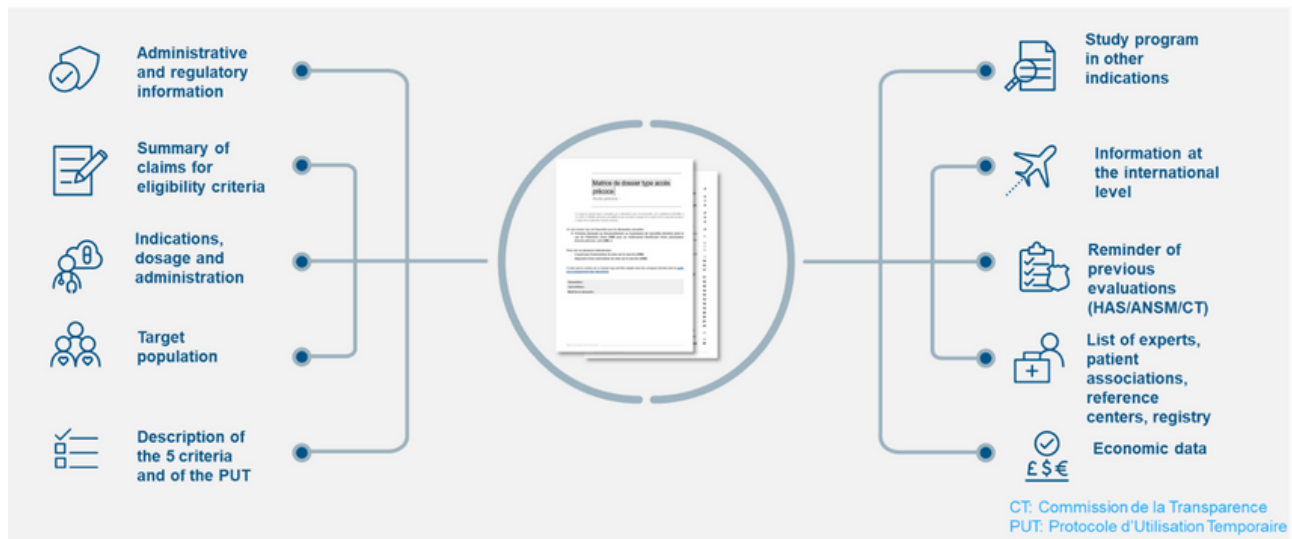 Administrative
and regulatory
information
Summary of
claims for
eligibility criteria
Indications,
dosage and
administration
Target
population
Description of
the 5 criteria
and of the PUT
Matrice de dossier type accès
précoce
Study program
in other
indications
Information at
the international
level
Reminder of
previous
evaluations
(HAS/ANSM/CT)
List of experts,
patient
associations,
reference
centers, registry
Economic data
£$€
CT: Commission de la Transparence
PUT: Protocole d'Utilisation Temporaire